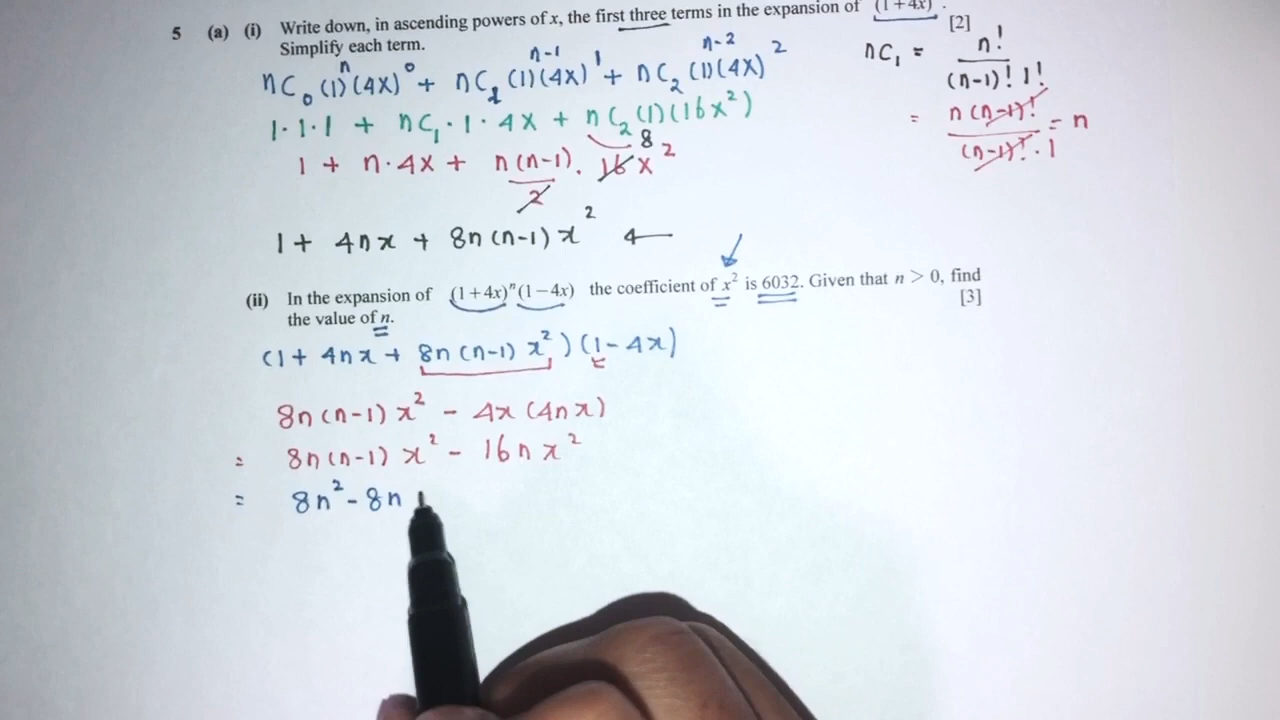 5 (a) (i) Write down, in ascending powers of x, the first three terms in the expansion of (1+4x) .
Simplify each term. [2]
nC₀ (1)ⁿ(4x)⁰ + nC₁ (1)ⁿ⁻¹(4x)¹ + nC₂ (1)ⁿ⁻²(4x)²
1·1·1 + nC₁·1·4x + nC₂(1)(16x²)
1 + n·4x + n(n-1)/2 · 16x² 8
1 + 4nx + 8n(n-1)x²
nC₁ = n!/(n-1)! 1!
= n(n-1)!/(n-1)!·1 = n
(ii) In the expansion of (1+4x)ⁿ(1−4x) the coefficient of x² is 6032. Given that n > 0, find
the value of n. [3]
(1 + 4nx + 8n(n-1)x²)(1-4x)
8n(n-1)x² - 4x(4nx)
= 8n(n-1)x² - 16nx²
= 8n² - 8n